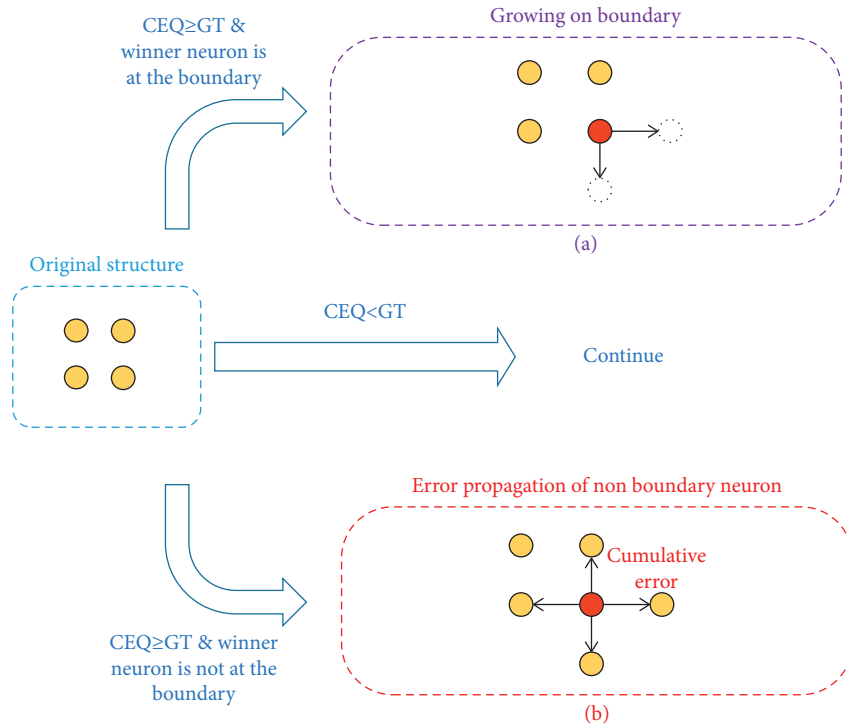 CEQ≥GT &
winner neuron is
at the boundary
Growing on boundary
(a)
Original structure
CEQ<GT
Continue
Error propagation of non boundary neuron
Cumulative
error
CEQ≥GT & winner
neuron is not at the
boundary
(b)